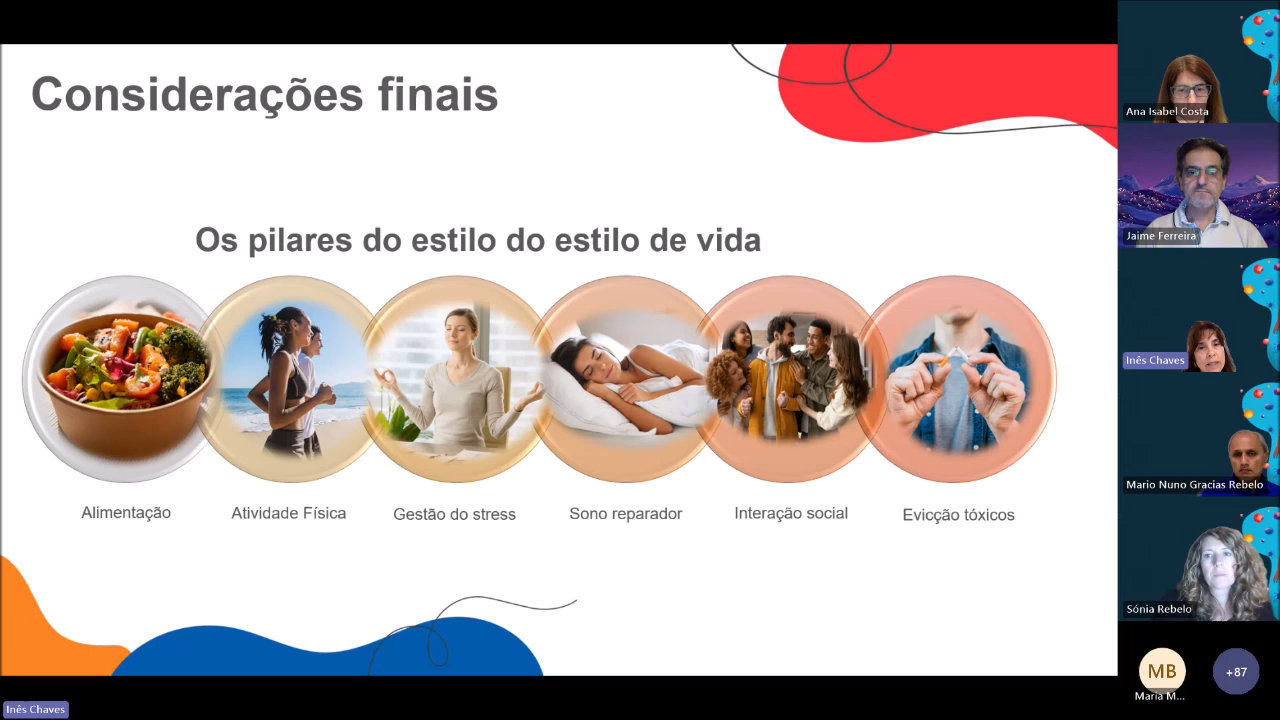 Considerações finais
Os pilares do estilo do estilo de vida
Alimentação
Atividade Física
Gestão do stress
Sono reparador
Interação social
Evicção tóxicos
Ana Isabel Costa
Jaime Ferreira
Inês Chaves
Mario Nuno Gracias Rebelo
Sónia Rebelo
MB
Maria M...
+87
Inês Chaves